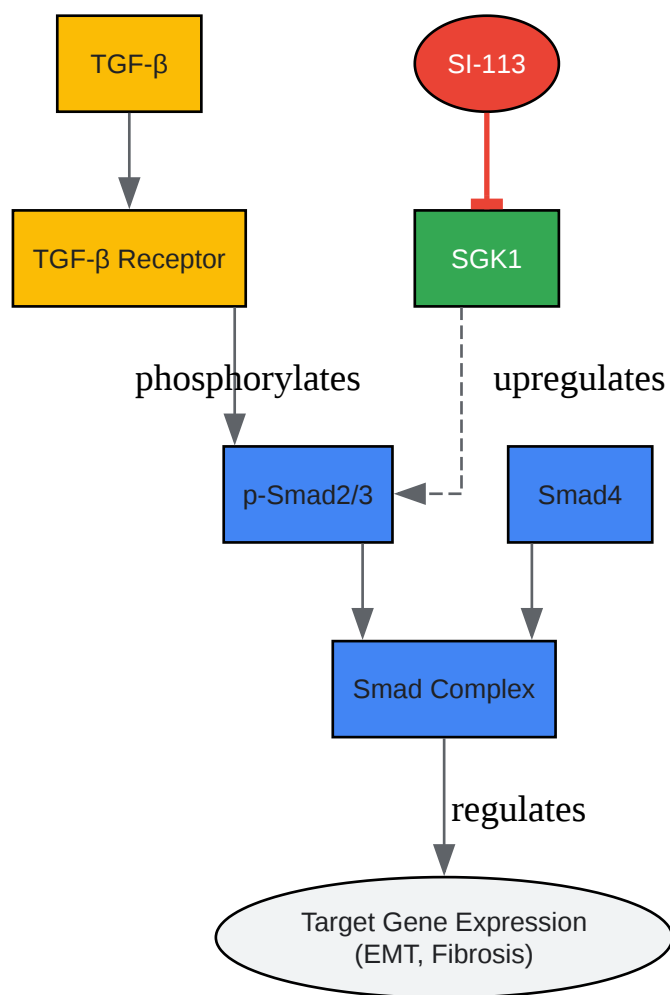 TGF-β
SI-113
TGF-β Receptor
SGK1
phosphorylates
upregulates
p-Smad2/3
Smad4
Smad Complex
regulates
Target Gene Expression
(EMT, Fibrosis)